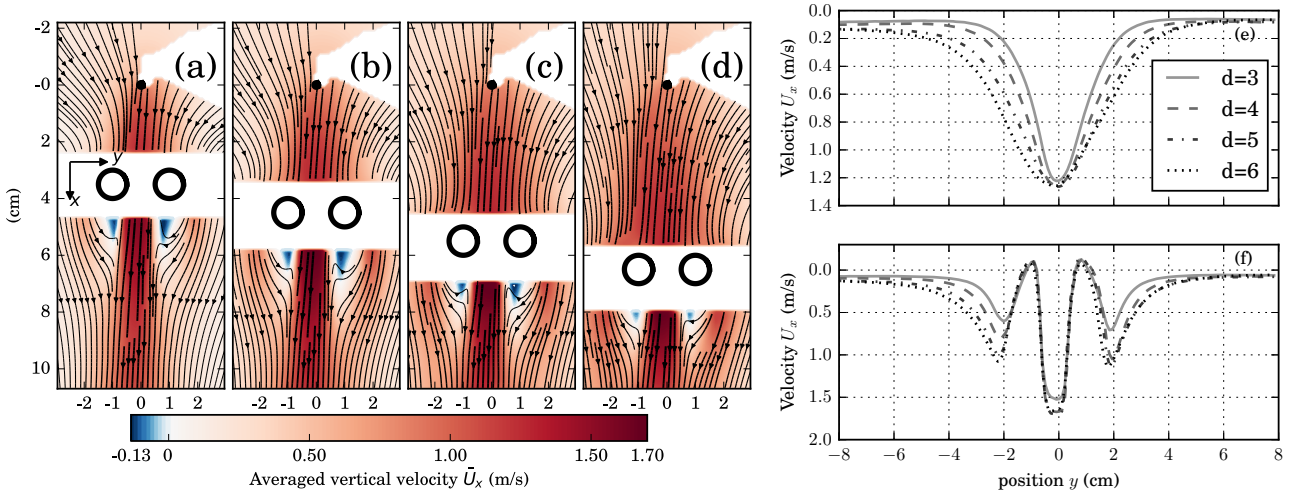 -2
-0
2
4
6
8
10
(cm)
(a)
(b)
(c)
(d)
y
x
-2 -1 0 1 2
-2 -1 0 1 2
-2 -1 0 1 2
-2 -1 0 1 2
-0.13 0 0.50 1.00 1.50 1.70
Averaged vertical velocity Ūₓ (m/s)
0.0
0.2
0.4
0.6
0.8
1.0
1.2
1.4
Velocity Uₓ (m/s)
(e)
d=3
d=4
d=5
d=6
−0.0
0.5
1.0
1.5
2.0
Velocity Uₓ (m/s)
(f)
−8 −6 −4 −2 0 2 4 6 8
position y (cm)